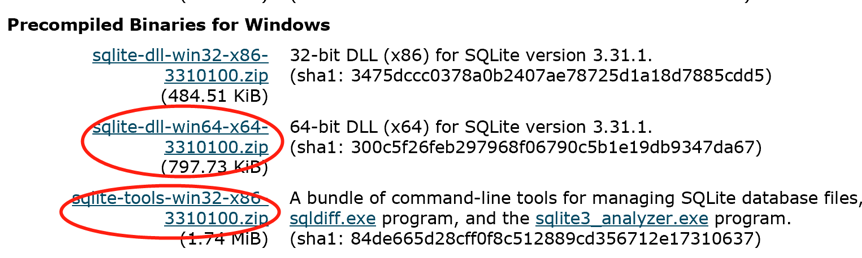 Precompiled Binaries for Windows
sqlite-dll-win32-x86-
3310100.zip
(484.51 KiB)
32-bit DLL (x86) for SQLite version 3.31.1.
(sha1: 3475dccc0378a0b2407ae78725d1a18d7885cdd5)
sqlite-dll-win64-x64-
3310100.zip
(797.73 KiB)
64-bit DLL (x64) for SQLite version 3.31.1.
(sha1: 300c5f26feb297968f06790c5b1e19db9347da67)
sqlite-tools-win32-x86-
3310100.zip
(1.74 MiB)
A bundle of command-line tools for managing SQLite database files,
sqldiff.exe program, and the sqlite3_analyzer.exe program.
(sha1: 84de665d28cff0f8c512889cd356712e17310637)